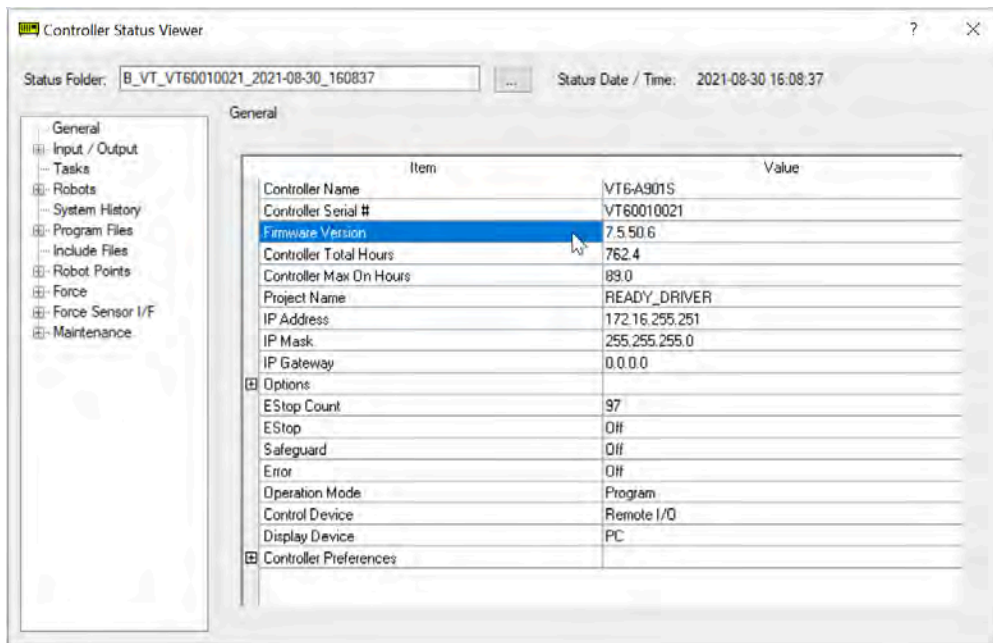 Controller Status Viewer
Status Folder: B_VT_VT60010021_2021-08-30_160837 ... Status Date / Time: 2021-08-30 16:08:37
General
Input / Output
Tasks
Robots
System History
Program Files
Include Files
Robot Points
Force
Force Sensor I/F
Maintenance
General
Item Value
Controller Name VT6-A901S
Controller Serial # VT60010021
Firmware Version 7.5.50.6
Controller Total Hours 762.4
Controller Max On Hours 89.0
Project Name READY_DRIVER
IP Address 172.16.255.251
IP Mask 255.255.255.0
IP Gateway 0.0.0.0
Options
EStop Count 97
EStop Off
Safeguard Off
Error Off
Operation Mode Program
Control Device Remote I/O
Display Device PC
Controller Preferences